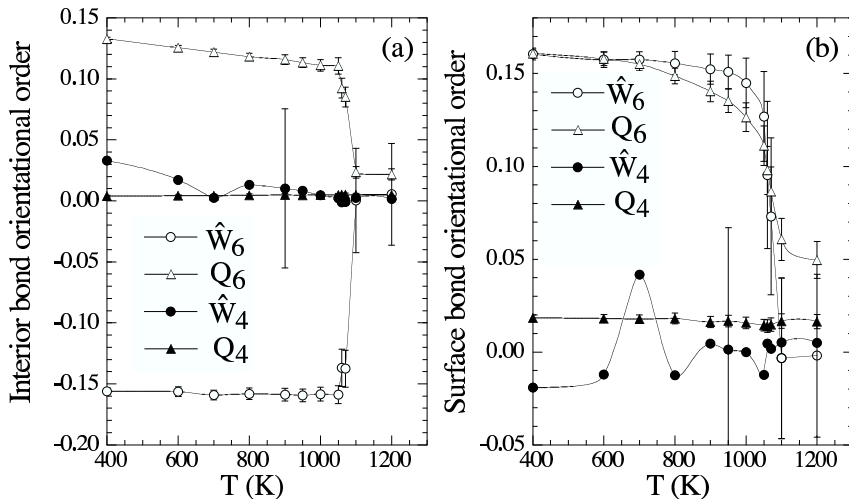 0.15
0.10
0.05
0.00
-0.05
-0.10
-0.15
-0.20
Interior bond orientational order
(a)
Ŵ6
Q6
Ŵ4
Q4
400 600 800 1000 1200
T (K)
0.20
0.15
0.10
0.05
0.00
-0.05
Surface bond orientational order
(b)
Ŵ6
Q6
Ŵ4
Q4
400 600 800 1000 1200
T (K)